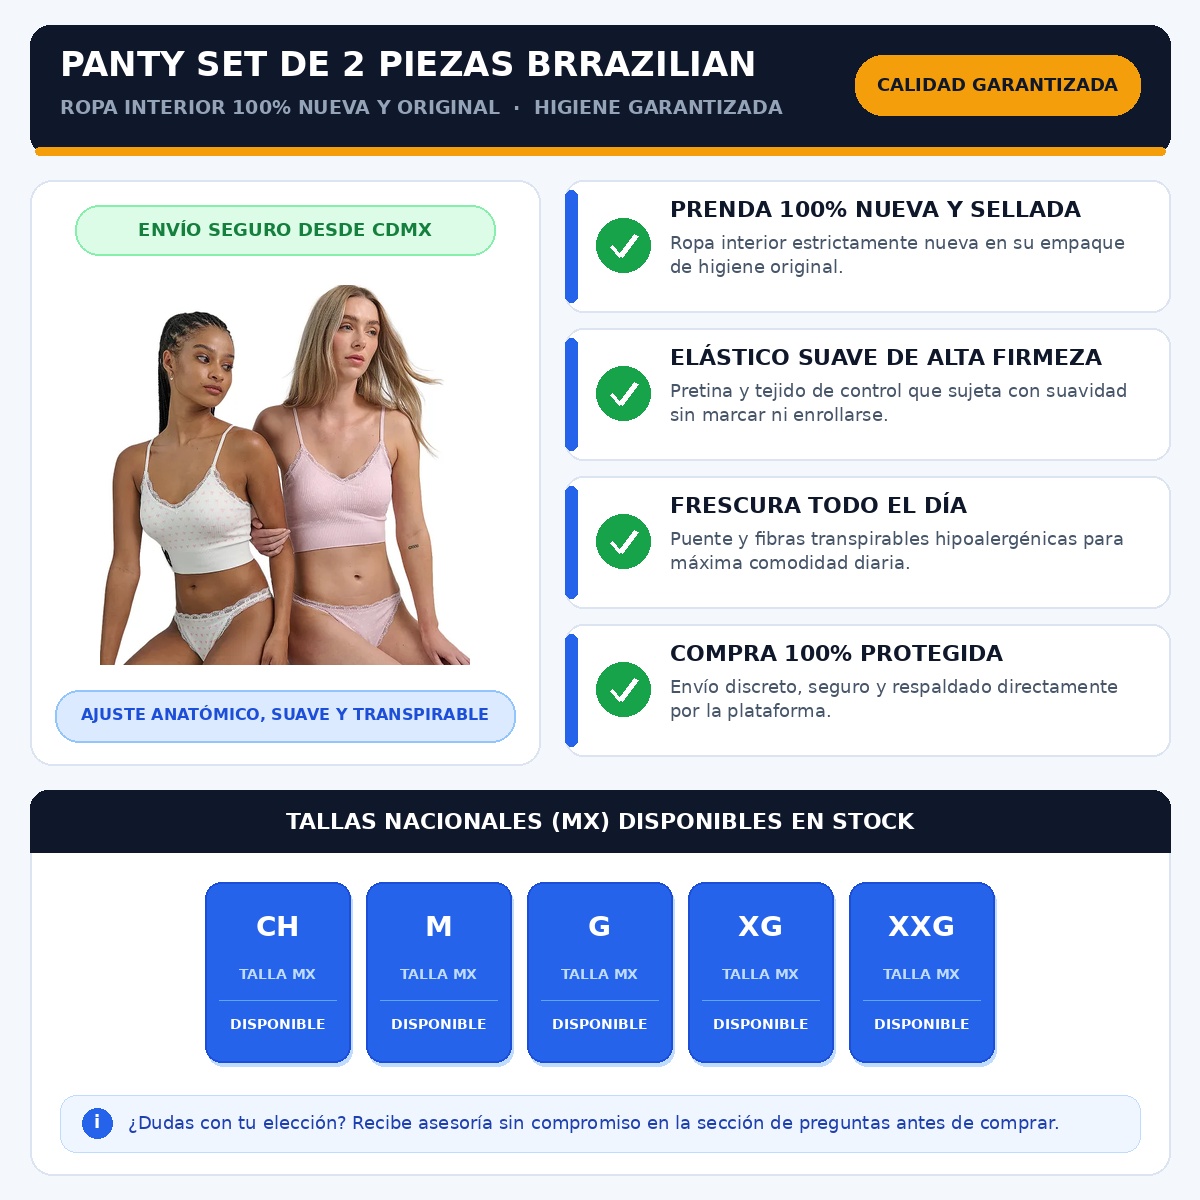 PANTY SET DE 2 PIEZAS BRRAZILIAN
ROPA INTERIOR 100% NUEVA Y ORIGINAL · HIGIENE GARANTIZADA
CALIDAD GARANTIZADA
ENVÍO SEGURO DESDE CDMX
AJUSTE ANATÓMICO, SUAVE Y TRANSPIRABLE
PRENDA 100% NUEVA Y SELLADA
Ropa interior estrictamente nueva en su empaque
de higiene original.
ELÁSTICO SUAVE DE ALTA FIRMEZA
Pretina y tejido de control que sujeta con suavidad
sin marcar ni enrollarse.
FRESCURA TODO EL DÍA
Puente y fibras transpirables hipoalergénicas para
máxima comodidad diaria.
COMPRA 100% PROTEGIDA
Envío discreto, seguro y respaldado directamente
por la plataforma.
TALLAS NACIONALES (MX) DISPONIBLES EN STOCK
CH
TALLA MX
DISPONIBLE
M
TALLA MX
DISPONIBLE
G
TALLA MX
DISPONIBLE
XG
TALLA MX
DISPONIBLE
XXG
TALLA MX
DISPONIBLE
i
¿Dudas con tu elección? Recibe asesoría sin compromiso en la sección de preguntas antes de comprar.